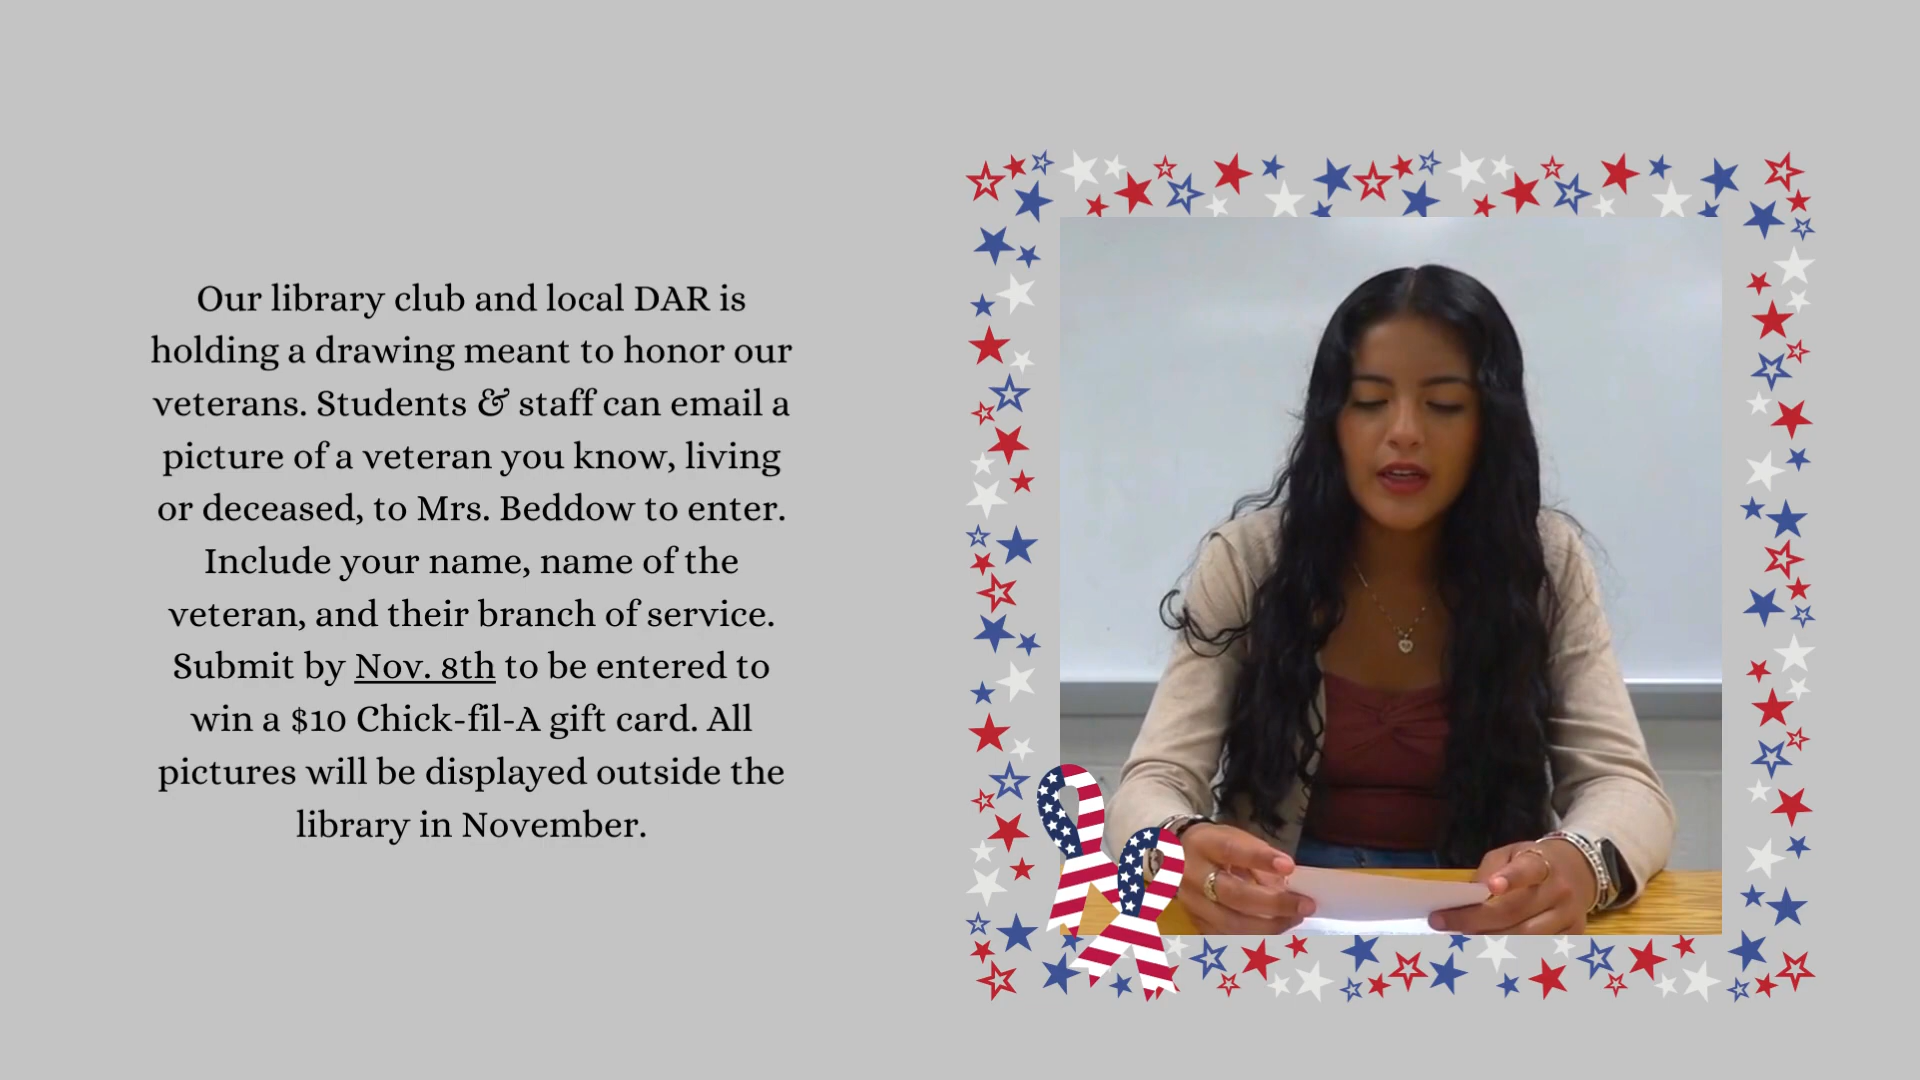 Our library club and local DAR is
holding a drawing meant to honor our
veterans. Students & staff can email a
picture of a veteran you know, living
or deceased, to Mrs. Beddow to enter.
Include your name, name of the
veteran, and their branch of service.
Submit by Nov. 8th to be entered to
win a $10 Chick-fil-A gift card. All
pictures will be displayed outside the
library in November.